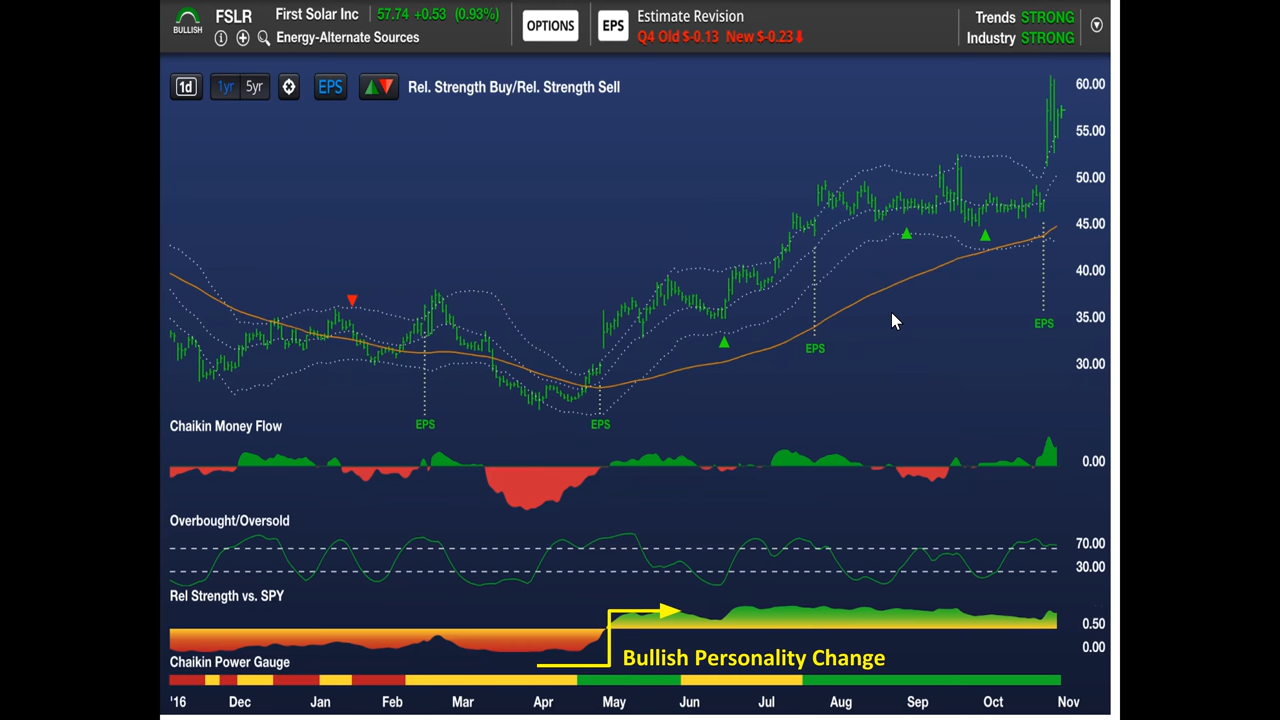 BULLISH
FSLR
First Solar Inc 57.74 +0.53 (0.93%)
Energy-Alternate Sources
OPTIONS
EPS
Estimate Revision
Q4 Old $-0.13 New $-0.23
Trends STRONG
Industry STRONG
1d
1yr 5yr
EPS
Rel. Strength Buy/Rel. Strength Sell
60.00
55.00
50.00
45.00
40.00
35.00
30.00
EPS
EPS
EPS
EPS
Chaikin Money Flow
0.00
Overbought/Oversold
70.00
30.00
Rel Strength vs. SPY
0.50
0.00
Bullish Personality Change
Chaikin Power Gauge
'16 Dec Jan Feb Mar Apr May Jun Jul Aug Sep Oct Nov